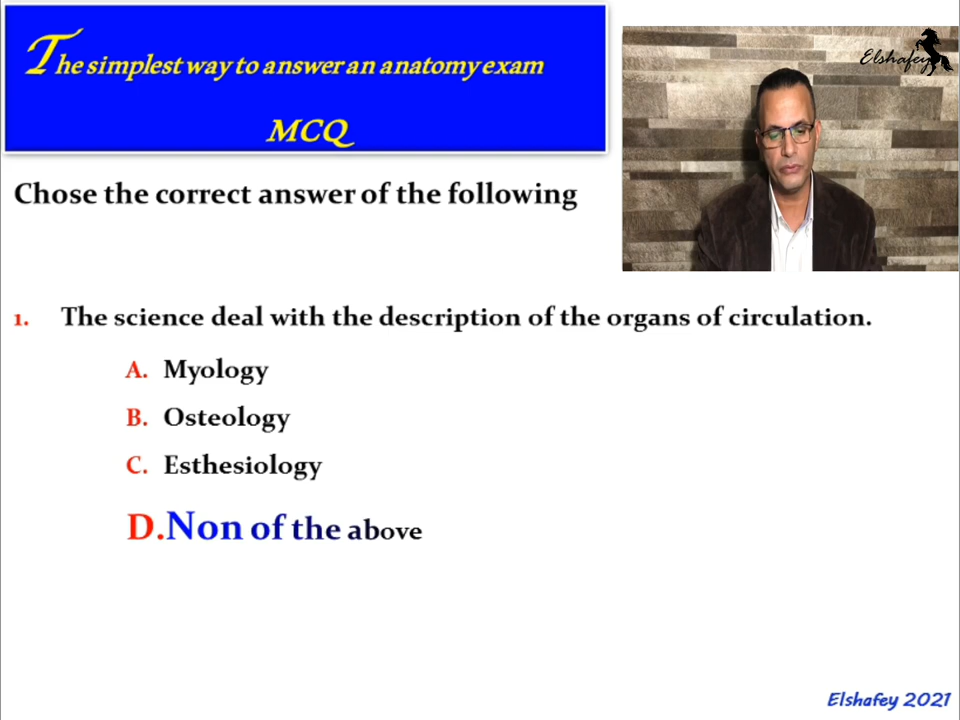 The simplest way to answer an anatomy exam
MCQ
Elshafey
Chose the correct answer of the following
1. The science deal with the description of the organs of circulation.
A. Myology
B. Osteology
C. Esthesiology
D.Non of the above
Elshafey 2021